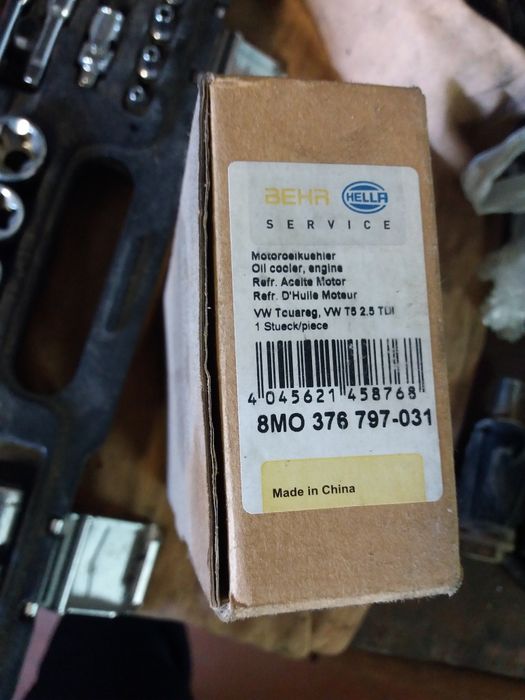 BEHR HELLA
SERVICE
Motoroelkuehler
Oil cooler, engine
Refr. Aceite Motor
Refr. D'Huile Moteur
VW Touareg, VW T5 2.5 TDI
1 Stueck/piece
4 045621 458768
8MO 376 797-031
Made in China